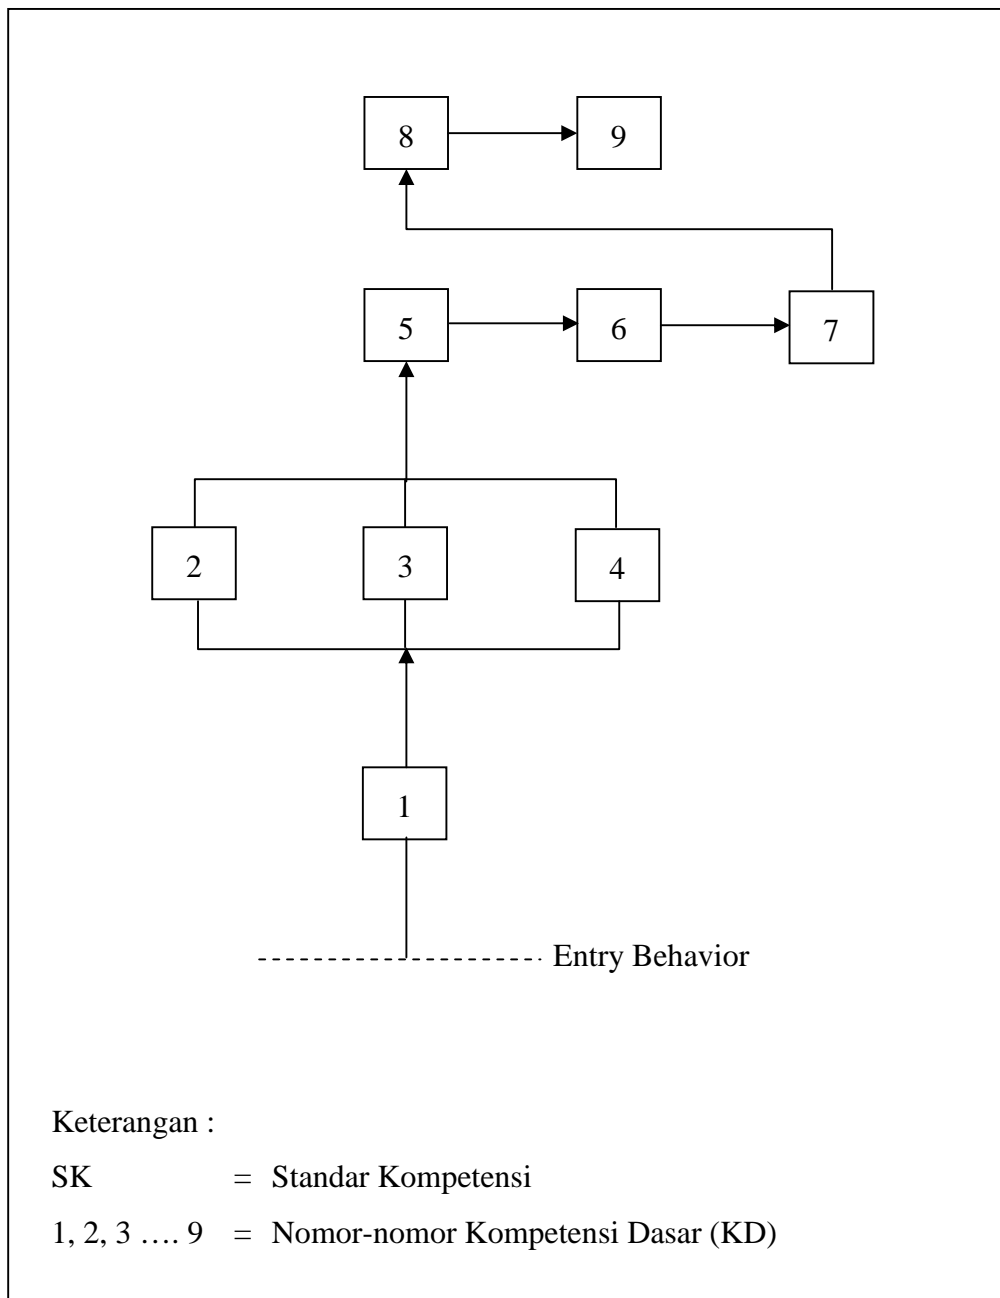 8 9
5 6 7
2 3 4
1
Entry Behavior
Keterangan :
SK = Standar Kompetensi
1, 2, 3 …. 9 = Nomor-nomor Kompetensi Dasar (KD)